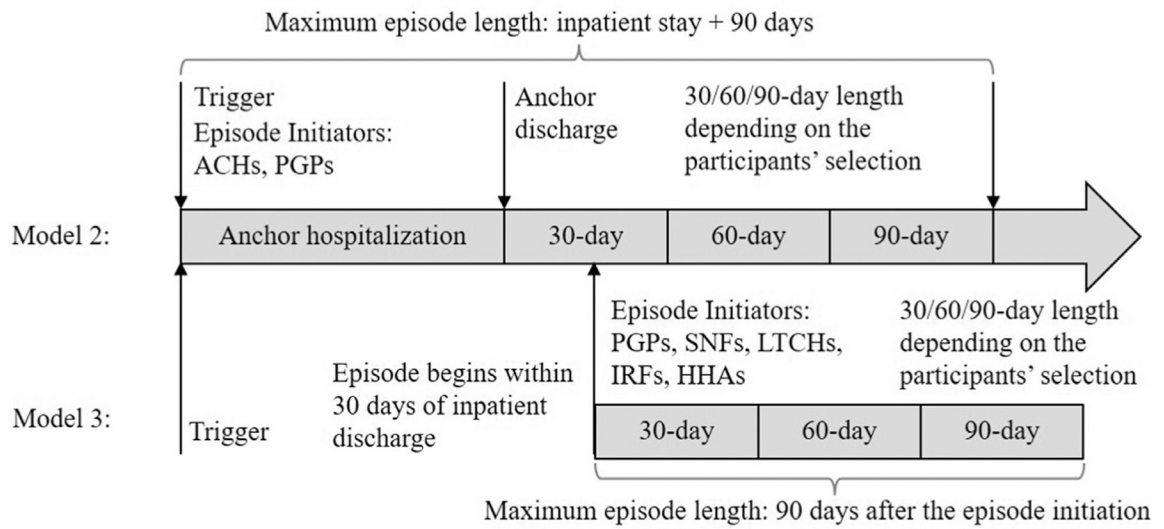 Maximum episode length: inpatient stay + 90 days
Trigger
Episode Initiators:
ACHs, PGPs
Anchor
discharge
30/60/90-day length
depending on the
participants’ selection
Model 2:
Anchor hospitalization
30-day
60-day
90-day
Episode Initiators:
PGPs, SNFs, LTCHs,
IRFs, HHAs
30/60/90-day length
depending on the
participants’ selection
Episode begins within
30 days of inpatient
discharge
Model 3:
Trigger
30-day
60-day
90-day
Maximum episode length: 90 days after the episode initiation